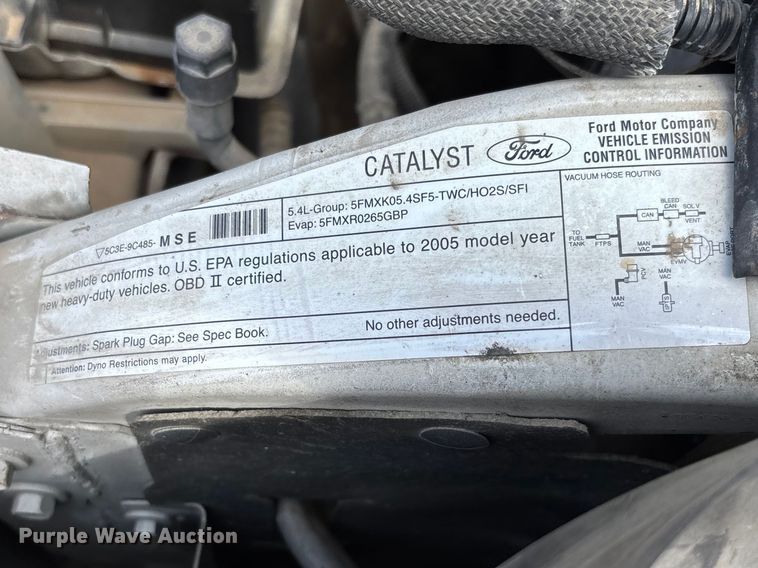 CATALYST Ford
Ford Motor Company
VEHICLE EMISSION
CONTROL INFORMATION
5C3E-9C485- MSE
5.4L-Group: 5FMXK05.4SF5-TWC/HO2S/SFI
Evap: 5FMXR0265GBP
This vehicle conforms to U.S. EPA regulations applicable to 2005 model year
new heavy-duty vehicles. OBD II certified.
Adjustments: Spark Plug Gap: See Spec Book. No other adjustments needed.
Attention: Dyno Restrictions may apply.
VACUUM HOSE ROUTING
BLEED
CAN
SOL V
CAN
VENT
TO
FUEL
TANK
FTPS
MAN
VAC
EVMV
PCV
MAN
VAC
MAN
VAC
Purple Wave Auction